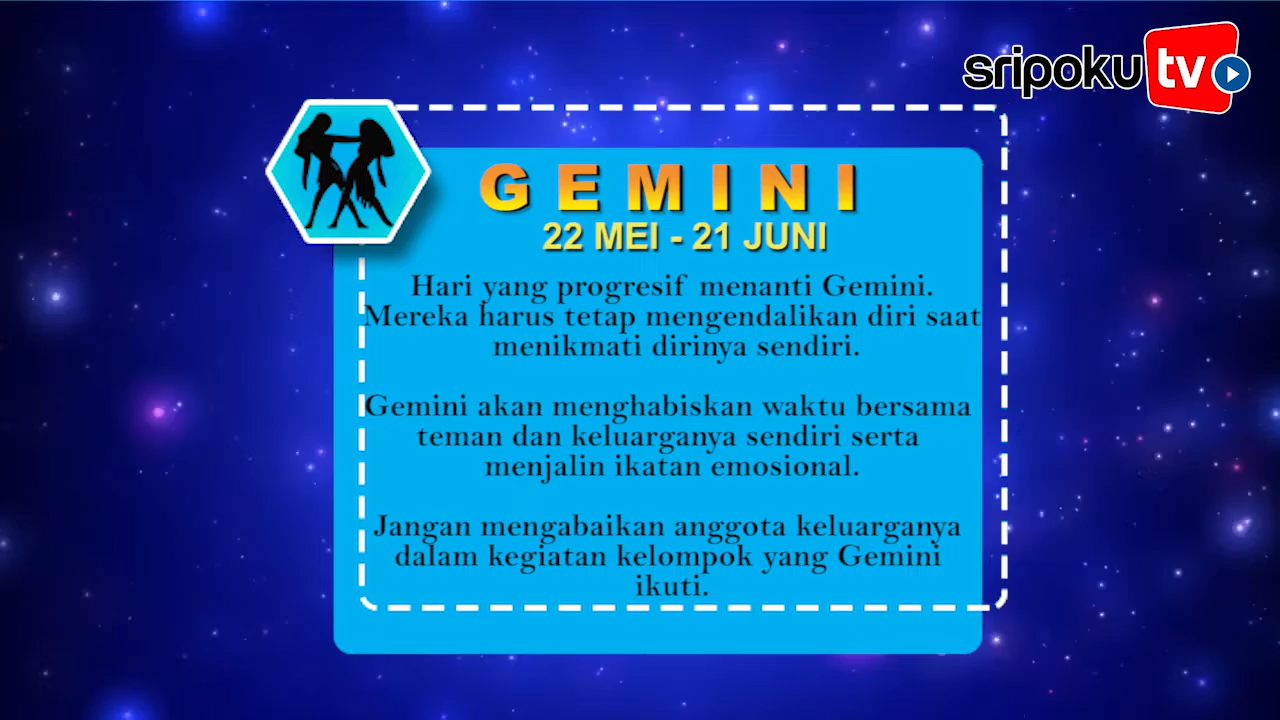 sripoku tv
GEMINI
22 MEI - 21 JUNI
Hari yang progresif menanti Gemini.
Mereka harus tetap mengendalikan diri saat
menikmati dirinya sendiri.
Gemini akan menghabiskan waktu bersama
teman dan keluarganya sendiri serta
menjalin ikatan emosional.
Jangan mengabaikan anggota keluarganya
dalam kegiatan kelompok yang Gemini
ikuti.